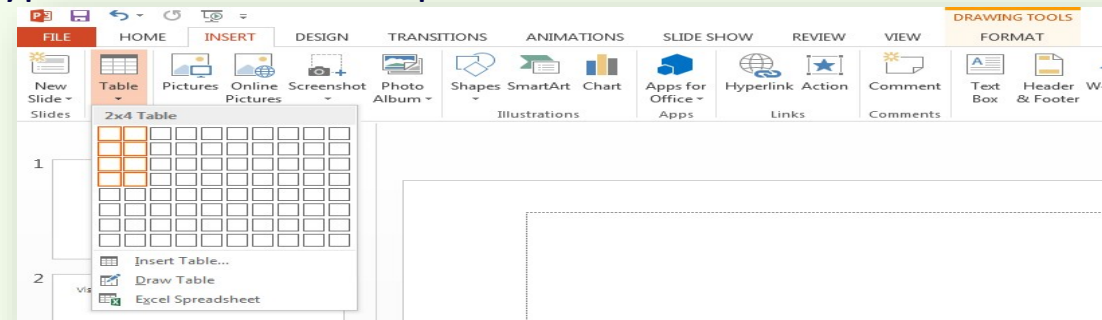 FILE HOME INSERT DESIGN TRANSITIONS ANIMATIONS SLIDE SHOW REVIEW VIEW
DRAWING TOOLS
FORMAT
New Slide
Table
Pictures
Online Pictures
Screenshot
Photo Album
Shapes
SmartArt
Chart
Apps for Office
Hyperlink
Action
Comment
Text Box
Header & Footer
Slides
Illustrations
Apps
Links
Comments
2x4 Table
Insert Table...
Draw Table
Excel Spreadsheet
1
2